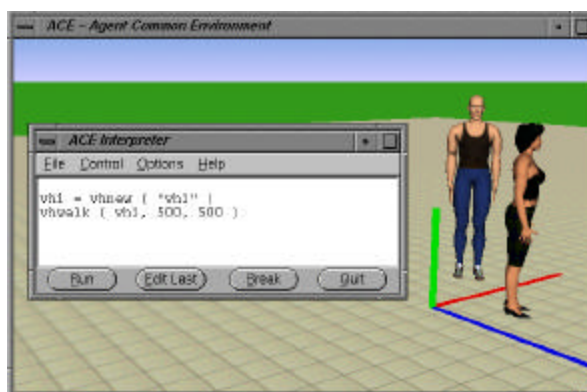 ACE – Agent Common Environment
ACE Interpreter
File Control Options Help
vh1 = vhnew ( "vh1" )
vhwalk ( vh1, 500, 500 )
Run Edit Last Break Quit